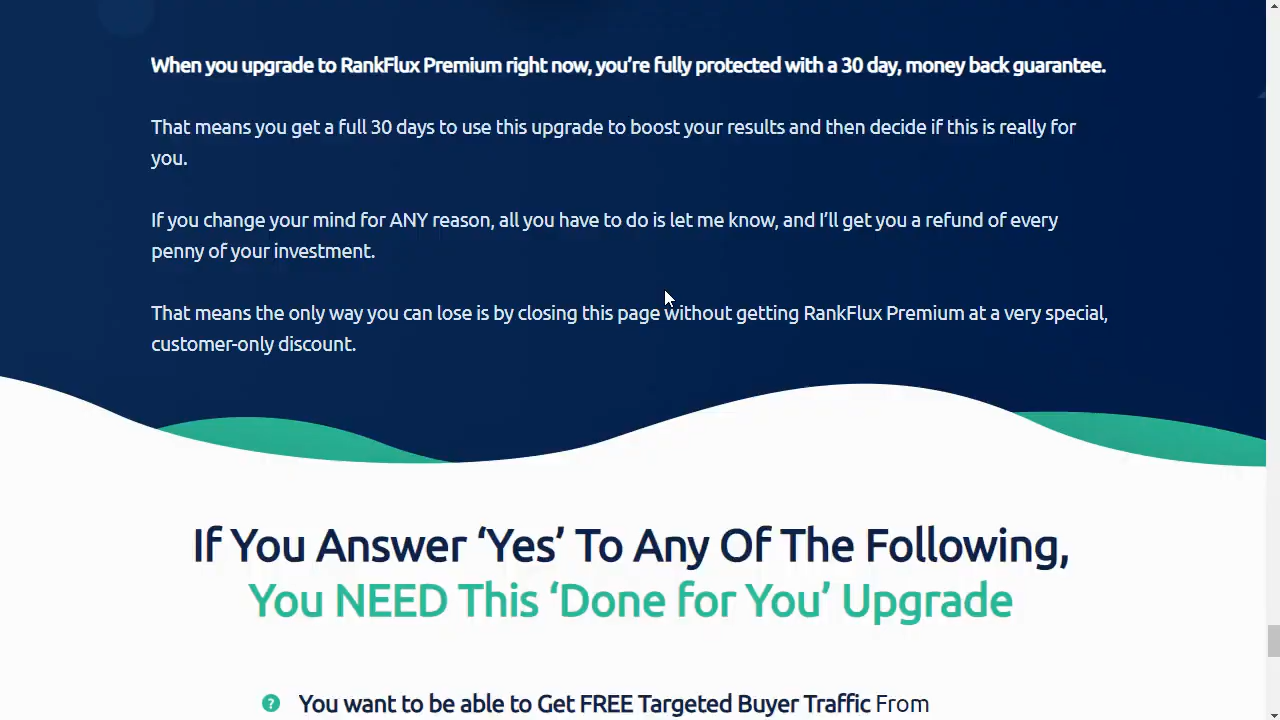 When you upgrade to RankFlux Premium right now, you’re fully protected with a 30 day, money back guarantee.
That means you get a full 30 days to use this upgrade to boost your results and then decide if this is really for
you.
If you change your mind for ANY reason, all you have to do is let me know, and I’ll get you a refund of every
penny of your investment.
That means the only way you can lose is by closing this page without getting RankFlux Premium at a very special,
customer-only discount.
If You Answer ‘Yes’ To Any Of The Following,
You NEED This ‘Done for You’ Upgrade
? You want to be able to Get FREE Targeted Buyer Traffic From